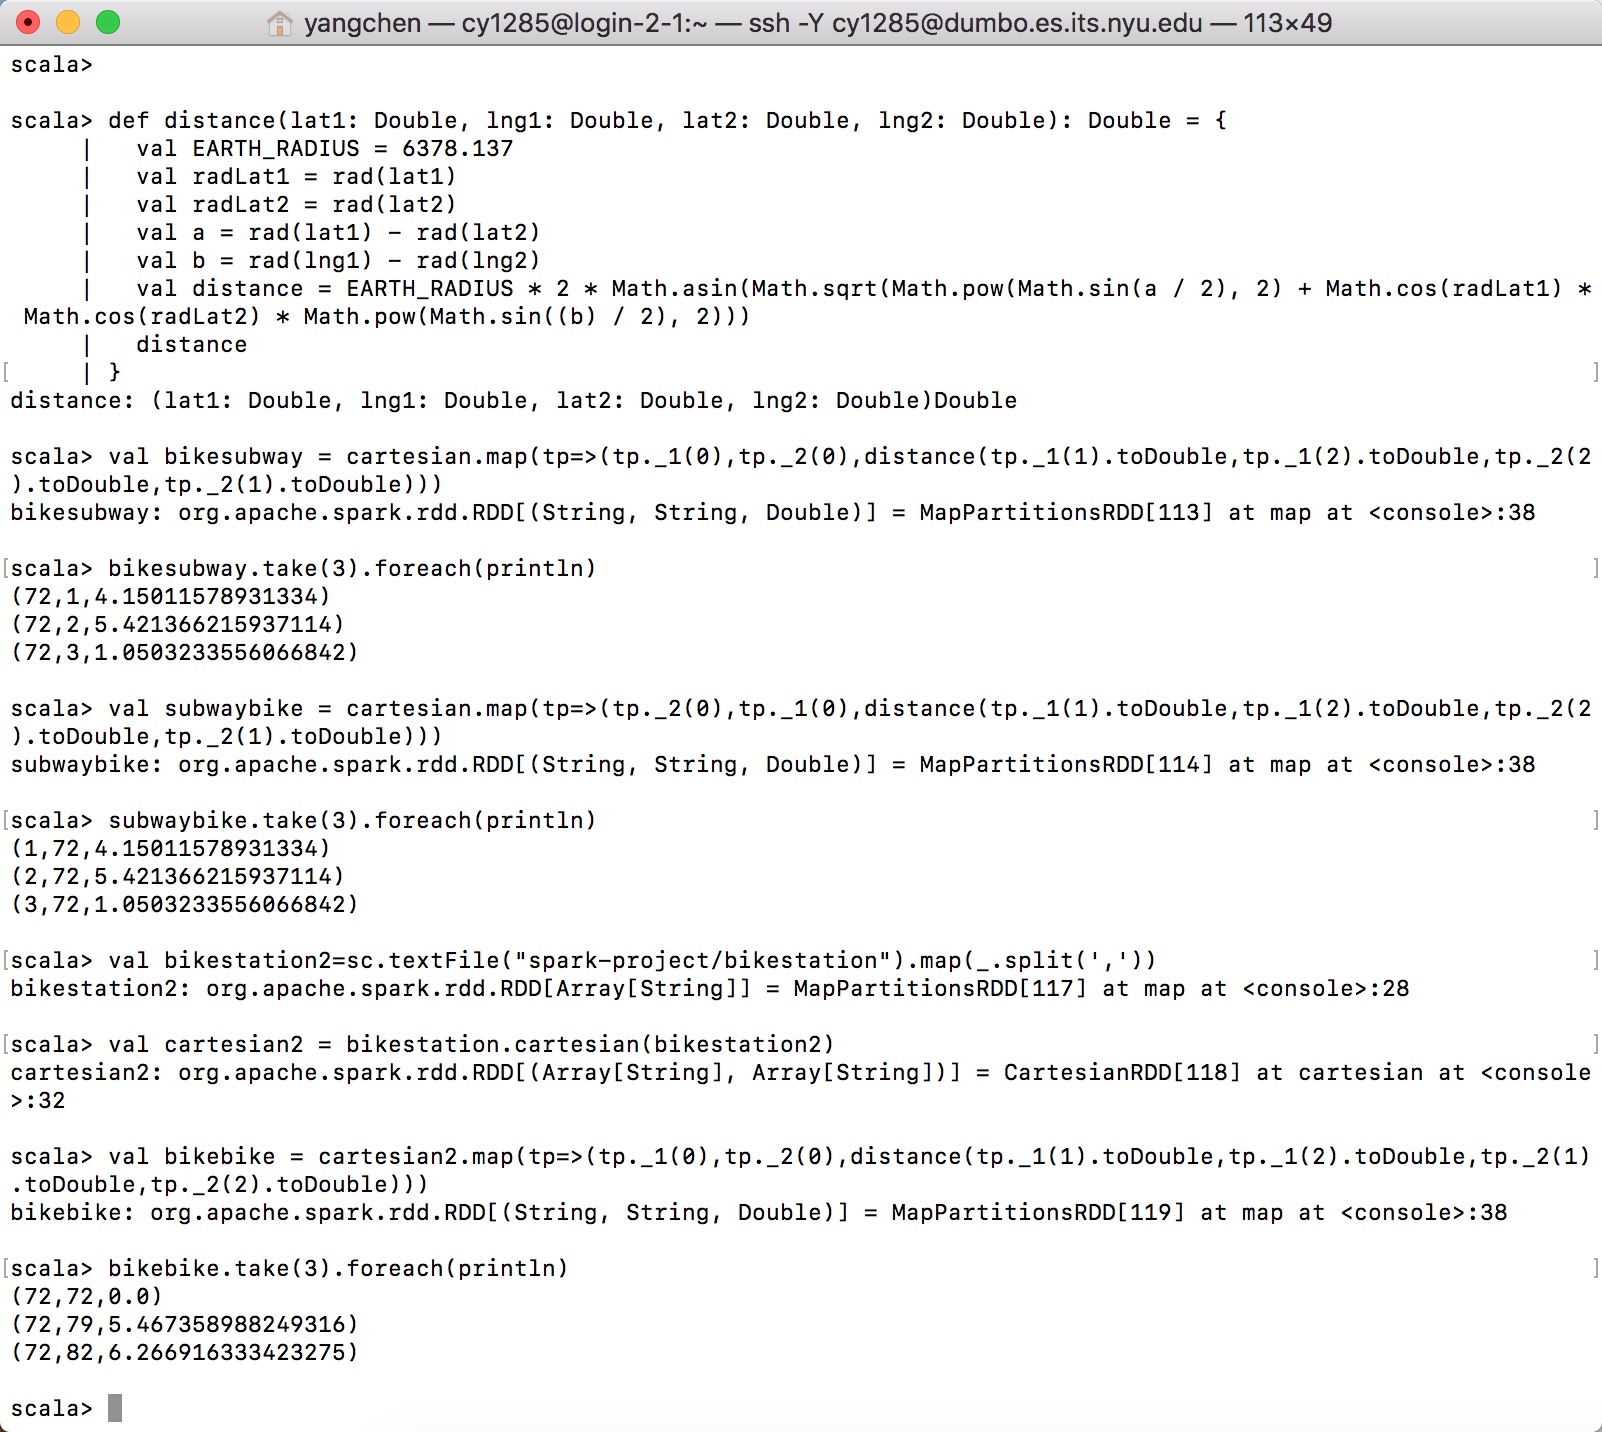 yangchen — cy1285@login-2-1:~ — ssh -Y cy1285@dumbo.es.its.nyu.edu — 113×49
scala>
scala> def distance(lat1: Double, lng1: Double, lat2: Double, lng2: Double): Double = {
     |   val EARTH_RADIUS = 6378.137
     |   val radLat1 = rad(lat1)
     |   val radLat2 = rad(lat2)
     |   val a = rad(lat1) - rad(lat2)
     |   val b = rad(lng1) - rad(lng2)
     |   val distance = EARTH_RADIUS * 2 * Math.asin(Math.sqrt(Math.pow(Math.sin(a / 2), 2) + Math.cos(radLat1) *
 Math.cos(radLat2) * Math.pow(Math.sin((b) / 2), 2)))
     |   distance
[     | } ]
distance: (lat1: Double, lng1: Double, lat2: Double, lng2: Double)Double
scala> val bikesubway = cartesian.map(tp=>(tp._1(0),tp._2(0),distance(tp._1(1).toDouble,tp._1(2).toDouble,tp._2(2
).toDouble,tp._2(1).toDouble)))
bikesubway: org.apache.spark.rdd.RDD[(String, String, Double)] = MapPartitionsRDD[113] at map at <console>:38
[scala> bikesubway.take(3).foreach(println) ]
(72,1,4.15011578931334)
(72,2,5.421366215937114)
(72,3,1.0503233556066842)
scala> val subwaybike = cartesian.map(tp=>(tp._2(0),tp._1(0),distance(tp._1(1).toDouble,tp._1(2).toDouble,tp._2(2
).toDouble,tp._2(1).toDouble)))
subwaybike: org.apache.spark.rdd.RDD[(String, String, Double)] = MapPartitionsRDD[114] at map at <console>:38
[scala> subwaybike.take(3).foreach(println) ]
(1,72,4.15011578931334)
(2,72,5.421366215937114)
(3,72,1.0503233556066842)
[scala> val bikestation2=sc.textFile("spark-project/bikestation").map(_.split(',')) ]
bikestation2: org.apache.spark.rdd.RDD[Array[String]] = MapPartitionsRDD[117] at map at <console>:28
[scala> val cartesian2 = bikestation.cartesian(bikestation2) ]
cartesian2: org.apache.spark.rdd.RDD[(Array[String], Array[String])] = CartesianRDD[118] at cartesian at <console
>:32
scala> val bikebike = cartesian2.map(tp=>(tp._1(0),tp._2(0),distance(tp._1(1).toDouble,tp._1(2).toDouble,tp._2(1)
.toDouble,tp._2(2).toDouble)))
bikebike: org.apache.spark.rdd.RDD[(String, String, Double)] = MapPartitionsRDD[119] at map at <console>:38
[scala> bikebike.take(3).foreach(println) ]
(72,72,0.0)
(72,79,5.467358988249316)
(72,82,6.266916333423275)
scala>